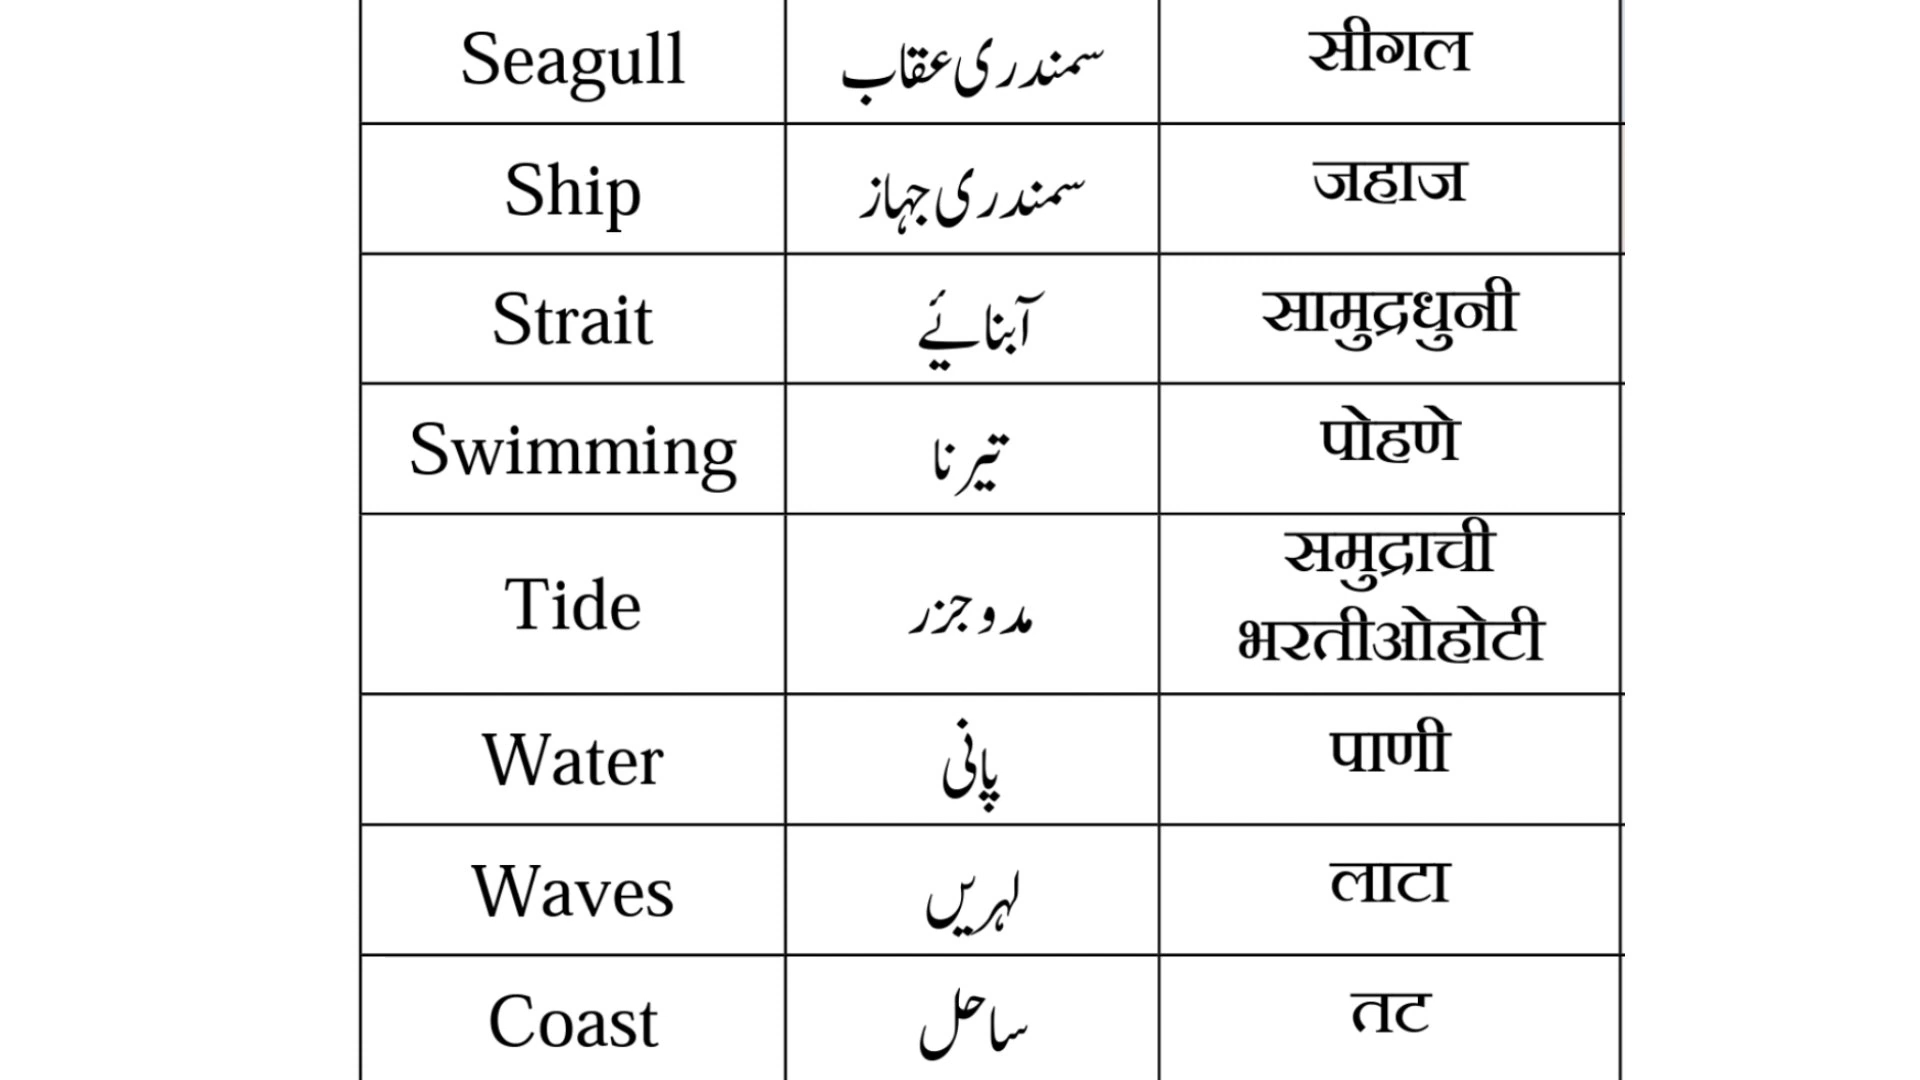 Seagull سمندری عقاب सीगल
Ship سمندری جہاز जहाज
Strait آبنائے सामुद्रधुनी
Swimming تیرنا पोहणे
Tide مدوجزر समुद्राची
भरतीओहोटी
Water پانی पाणी
Waves لہریں लाटा
Coast ساحل तट